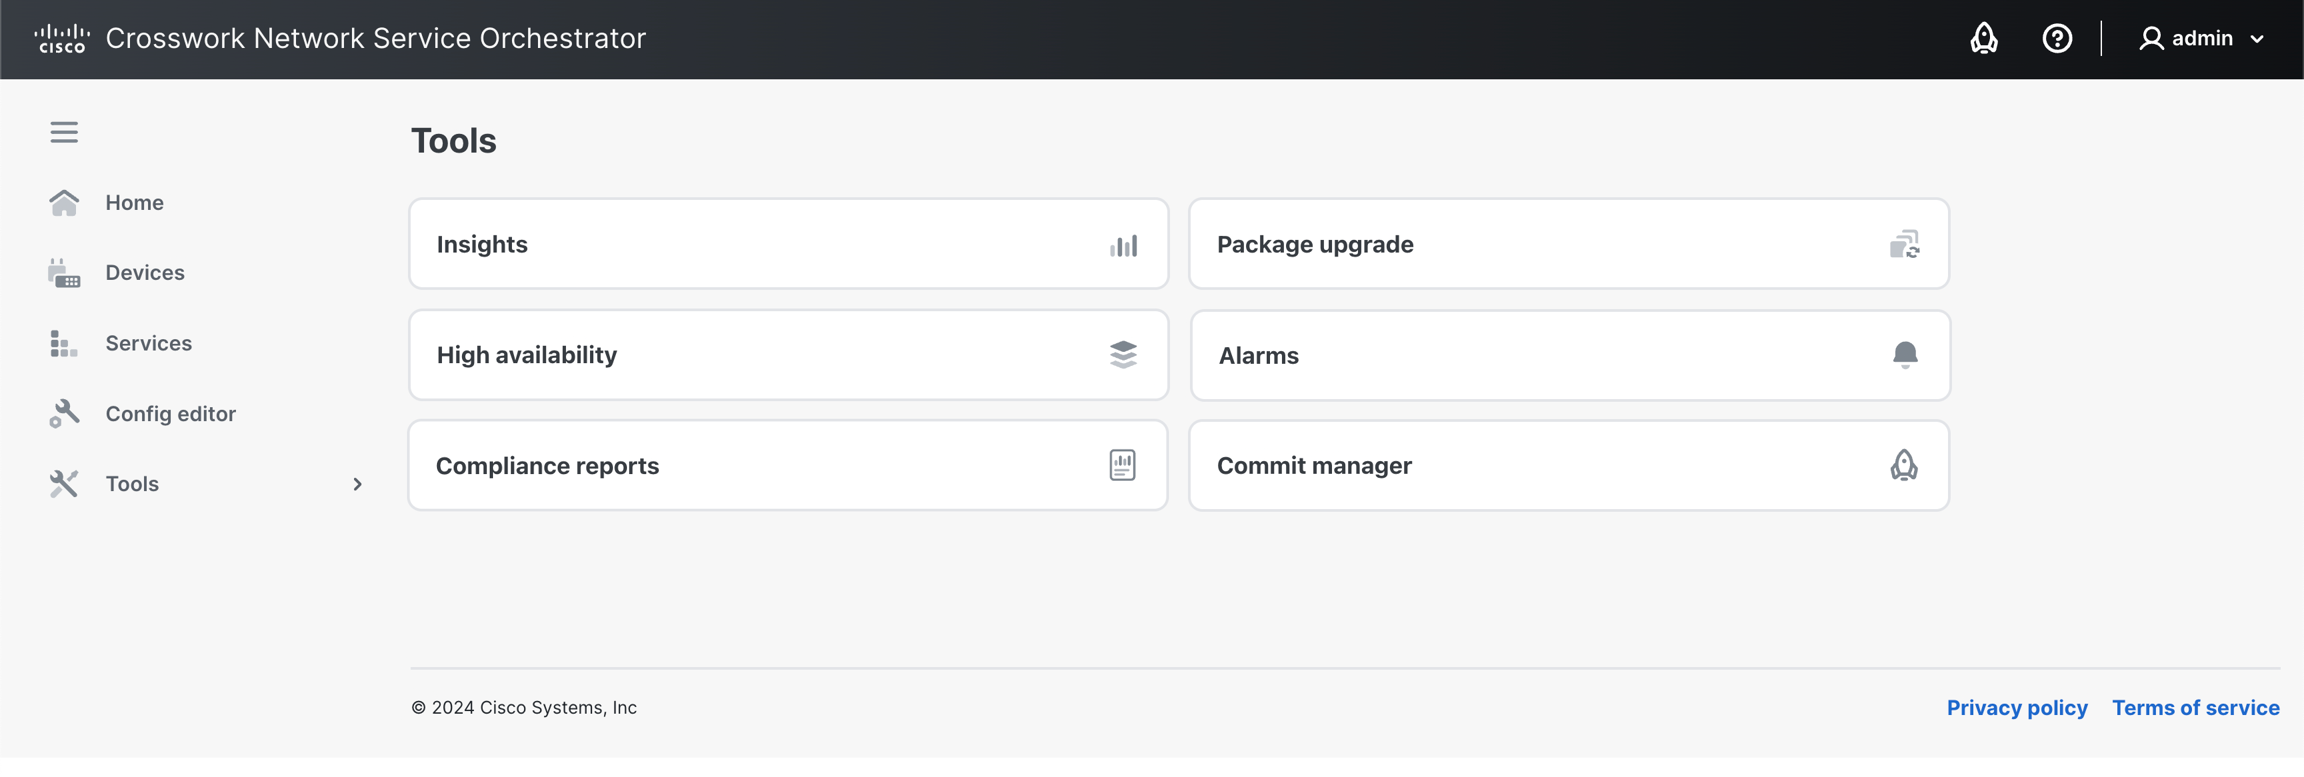 CISCO Crosswork Network Service Orchestrator admin
Tools
Home
Devices
Services
Config editor
Tools
Insights
Package upgrade
High availability
Alarms
Compliance reports
Commit manager
© 2024 Cisco Systems, Inc
Privacy policy Terms of service